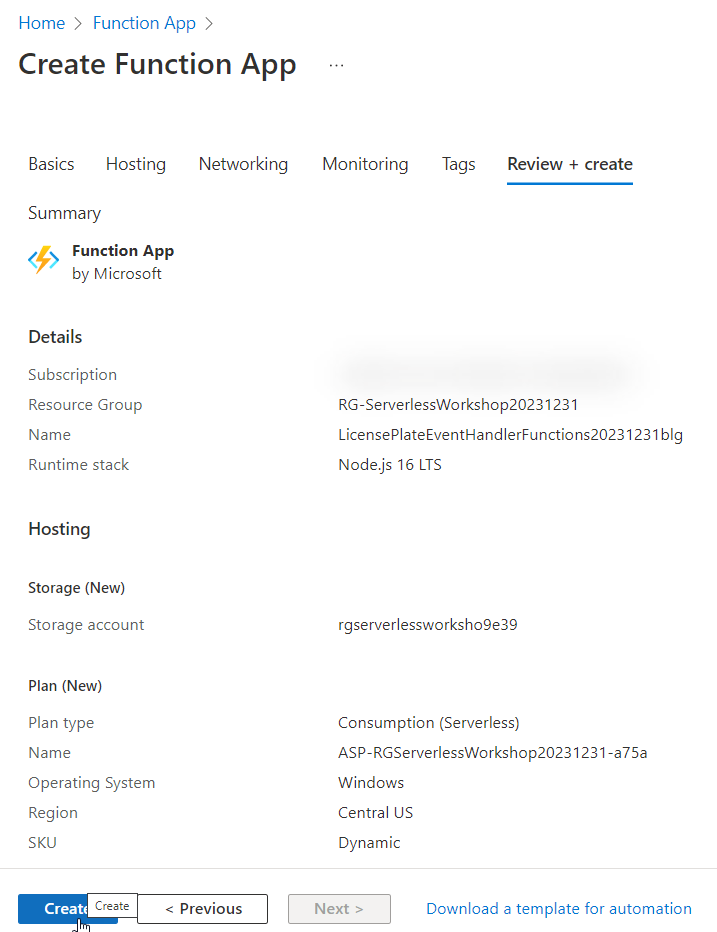 Home > Function App >
Create Function App ...
Basics Hosting Networking Monitoring Tags Review + create
Summary
Function App
by Microsoft
Details
Subscription
Resource Group RG-ServerlessWorkshop20231231
Name LicensePlateEventHandlerFunctions20231231blg
Runtime stack Node.js 16 LTS
Hosting
Storage (New)
Storage account rgserverlessworksho9e39
Plan (New)
Plan type Consumption (Serverless)
Name ASP-RGServerlessWorkshop20231231-a75a
Operating System Windows
Region Central US
SKU Dynamic
Create Create < Previous Next > Download a template for automation